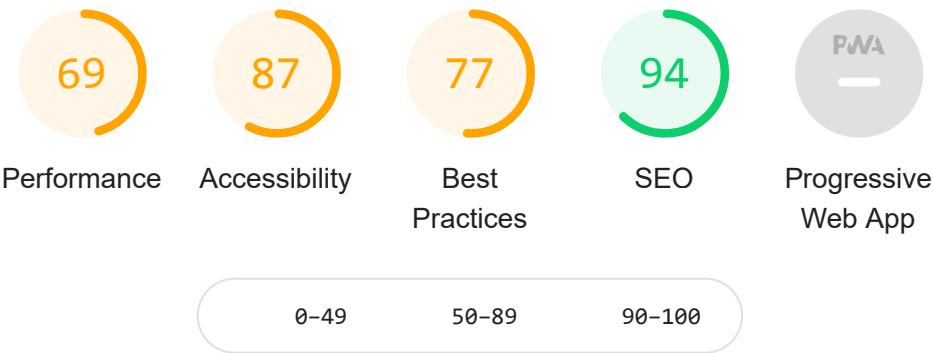 69
87
77
94
PWA
Performance
Accessibility
Best
Practices
SEO
Progressive
Web App
0–49
50–89
90–100